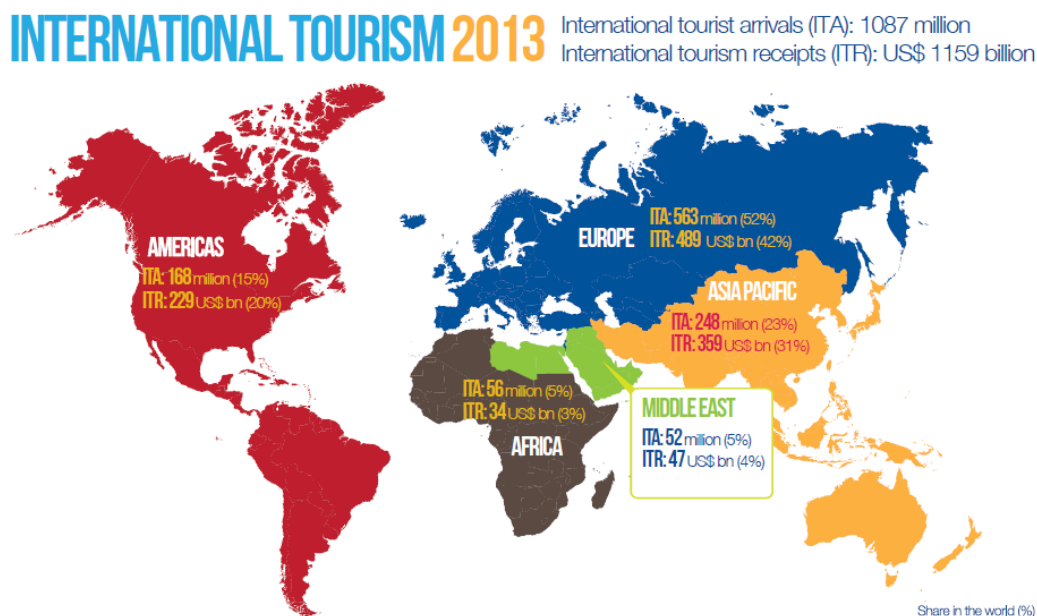 INTERNATIONAL TOURISM 2013
International tourist arrivals (ITA): 1087 million
International tourism receipts (ITR): US$ 1159 billion
AMERICAS
ITA: 168 million (15%)
ITR: 229 US$ bn (20%)
EUROPE
ITA: 563 million (52%)
ITR: 489 US$ bn (42%)
ASIA PACIFIC
ITA: 248 million (23%)
ITR: 359 US$ bn (31%)
ITA: 56 million (5%)
ITR: 34 US$ bn (3%)
AFRICA
MIDDLE EAST
ITA: 52 million (5%)
ITR: 47 US$ bn (4%)
Share in the world (%)